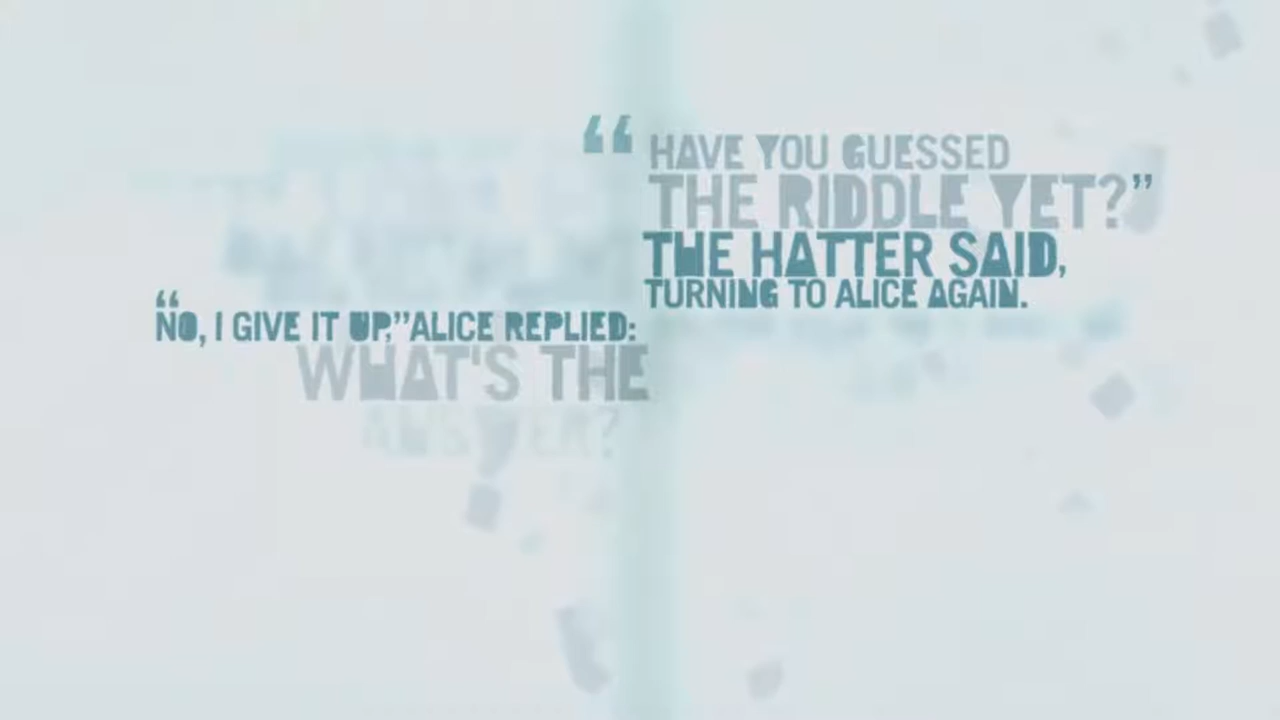 “HAVE YOU GUESSED
THE RIDDLE YET?”
THE HATTER SAID,
TURNING TO ALICE AGAIN.
“NO, I GIVE IT UP,”ALICE REPLIED:
WHAT'S THE
ANSWER?